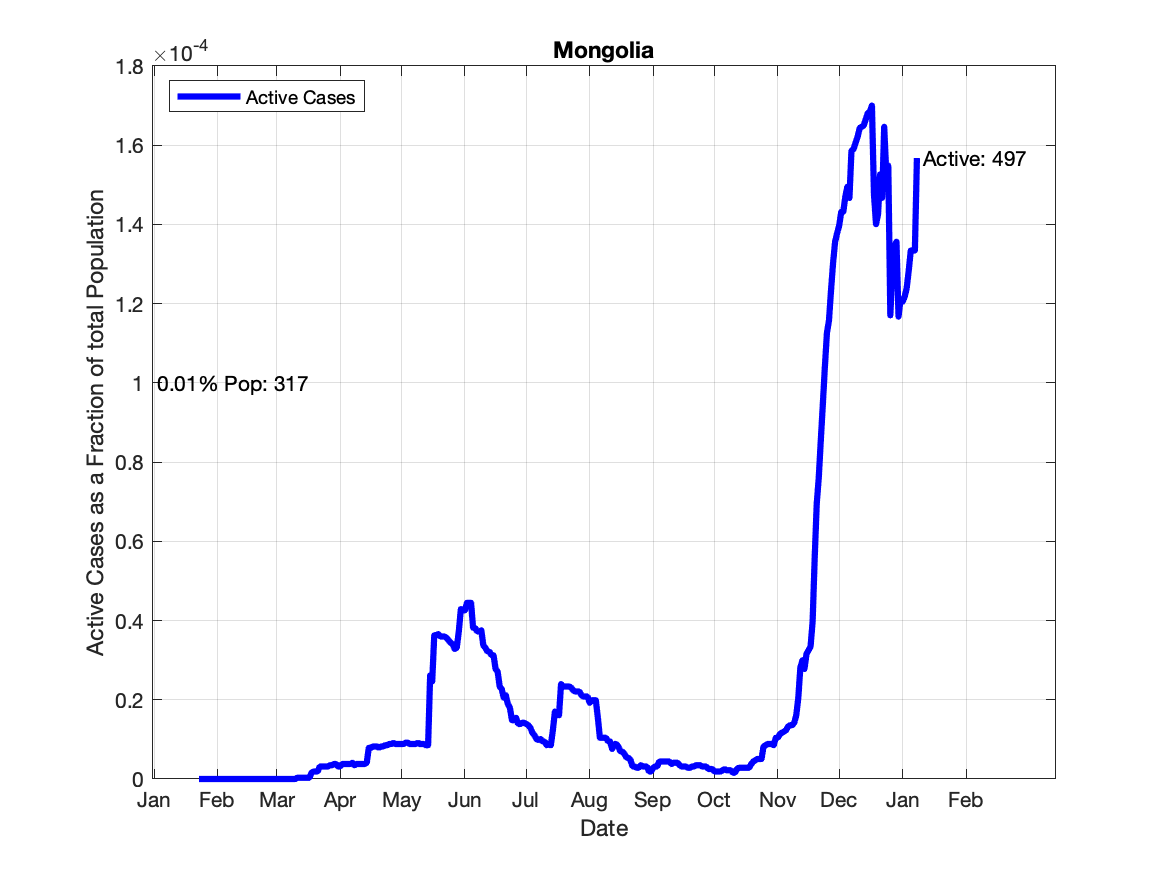 Mongolia
×10-4
1.8
1.6
1.4
1.2
1
0.8
0.6
0.4
0.2
0
Active Cases
Active: 497
0.01% Pop: 317
Active Cases as a Fraction of total Population
Jan Feb Mar Apr May Jun Jul Aug Sep Oct Nov Dec Jan Feb
Date